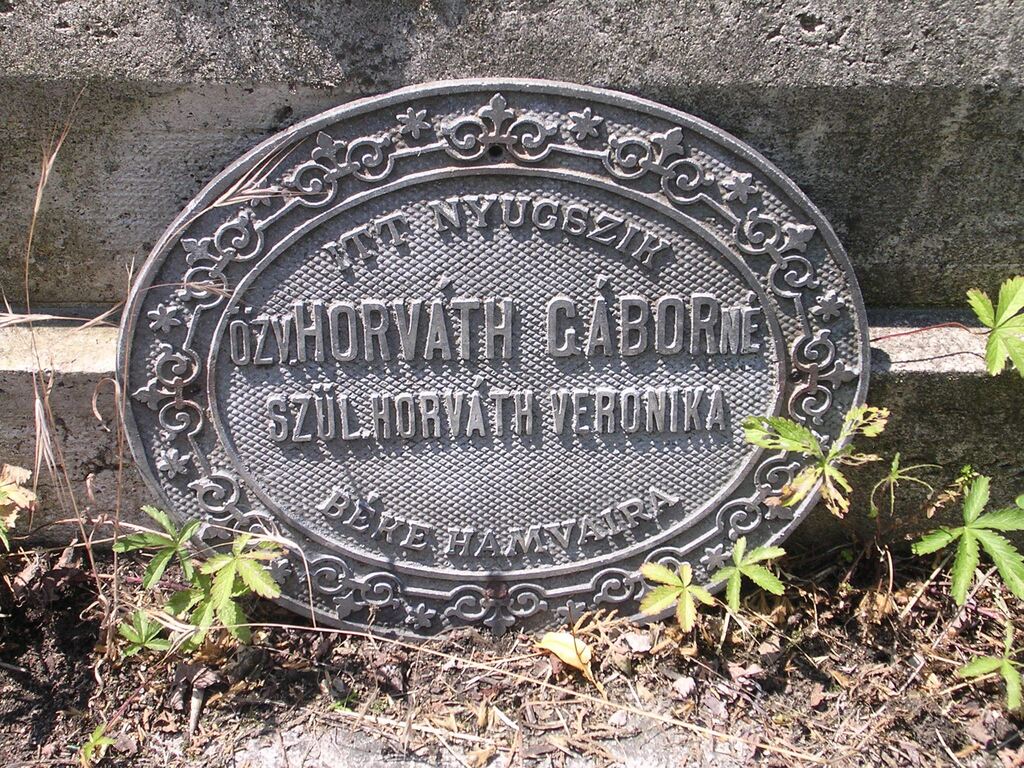 ITT NYUGSZIK
ÖZV HORVÁTH GÁBORNÉ
SZÜL. HORVÁTH VERONIKA
BÉKE HAMVAIRA